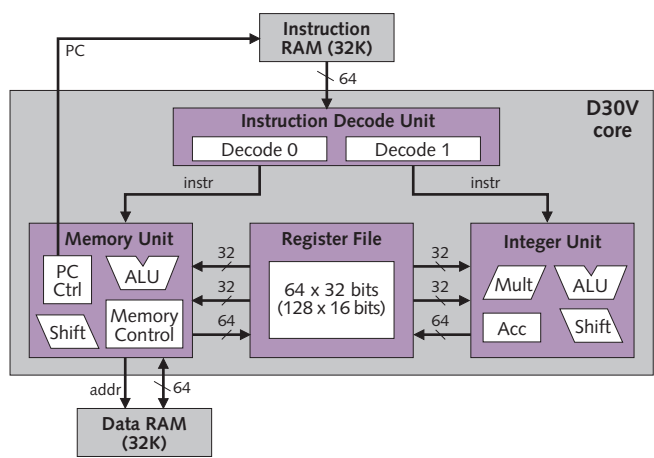 Instruction
RAM (32K)
PC
64
D30V
core
Instruction Decode Unit
Decode 0
Decode 1
instr
instr
Memory Unit
Register File
Integer Unit
PC
Ctrl
ALU
Shift
Memory
Control
32
32
64
64 x 32 bits
(128 x 16 bits)
32
32
64
Mult
ALU
Acc
Shift
addr
64
Data RAM
(32K)